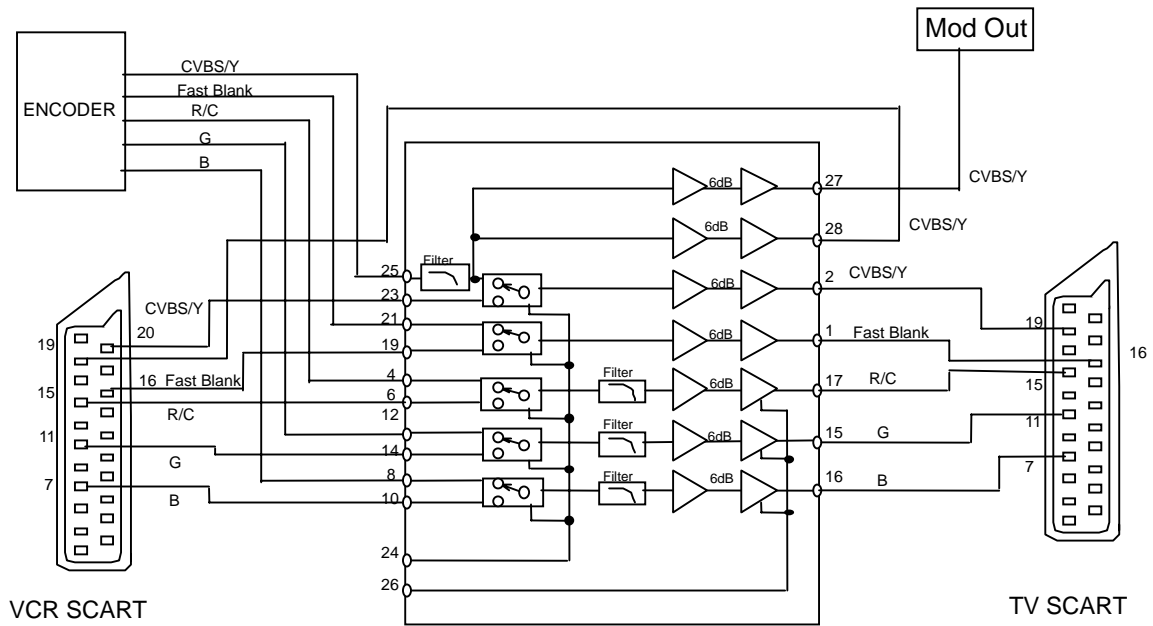 Mod Out
ENCODER
CVBS/Y
Fast Blank
R/C
G
B
CVBS/Y
CVBS/Y
CVBS/Y
Fast Blank
R/C
G
B
27
28
2
1
17
15
16
6dB
6dB
6dB
6dB
6dB
6dB
6dB
Filter
Filter
Filter
Filter
25
23
21
19
4
6
12
14
8
10
24
26
CVBS/Y
20
19
16 Fast Blank
15
R/C
11
G
7
B
19
16
15
11
7
VCR SCART
TV SCART